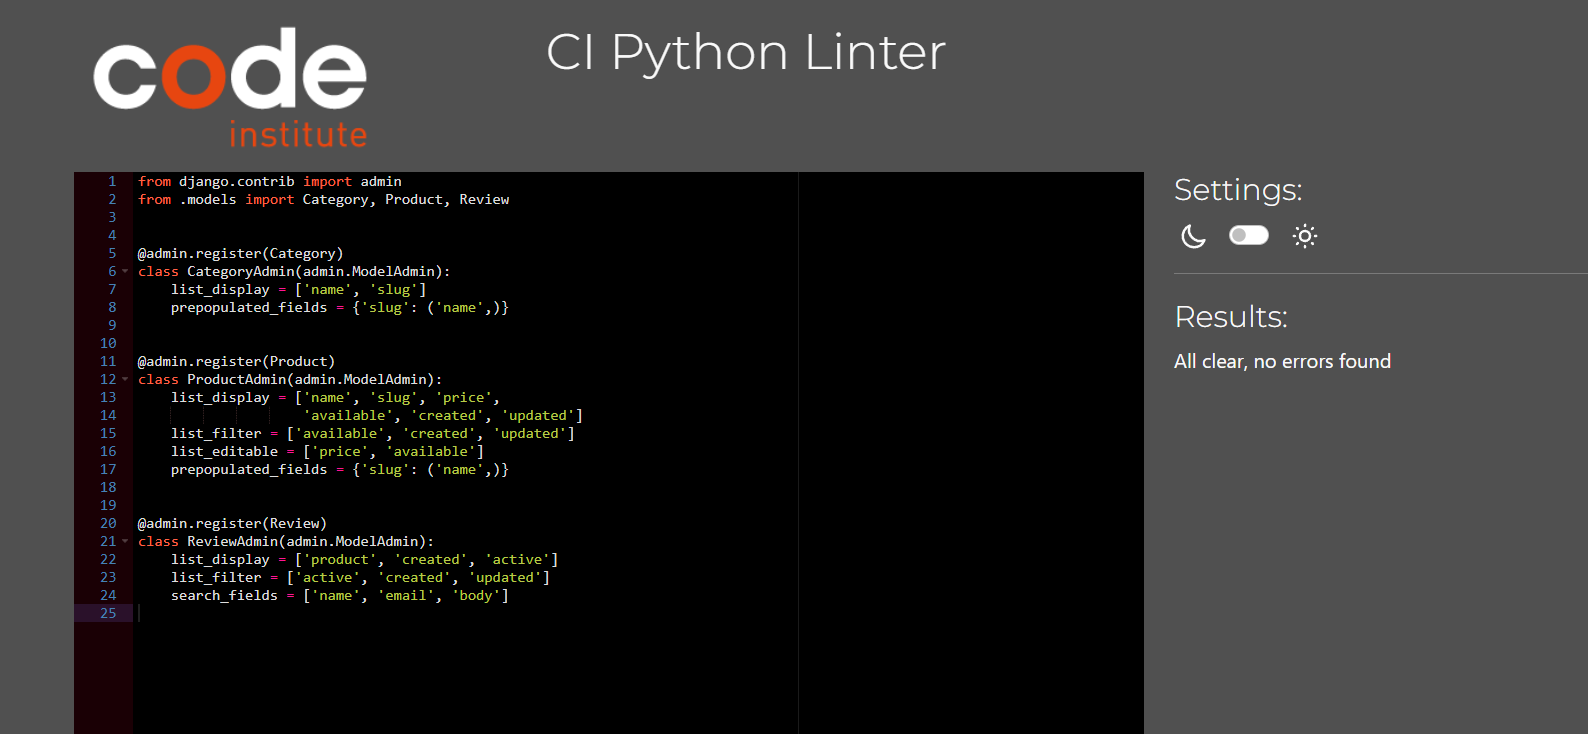 code
institute
CI Python Linter
1 from django.contrib import admin
2 from .models import Category, Product, Review
3
4
5 @admin.register(Category)
6 class CategoryAdmin(admin.ModelAdmin):
7     list_display = ['name', 'slug']
8     prepopulated_fields = {'slug': ('name',)}
9
10
11 @admin.register(Product)
12 class ProductAdmin(admin.ModelAdmin):
13     list_display = ['name', 'slug', 'price',
14                     'available', 'created', 'updated']
15     list_filter = ['available', 'created', 'updated']
16     list_editable = ['price', 'available']
17     prepopulated_fields = {'slug': ('name',)}
18
19
20 @admin.register(Review)
21 class ReviewAdmin(admin.ModelAdmin):
22     list_display = ['product', 'created', 'active']
23     list_filter = ['active', 'created', 'updated']
24     search_fields = ['name', 'email', 'body']
25
Settings:
Results:
All clear, no errors found